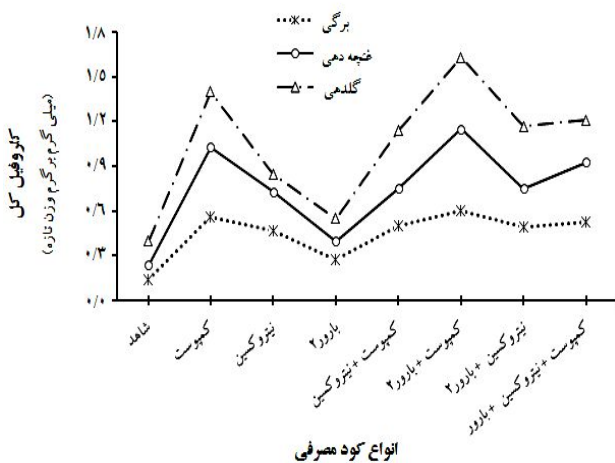 برگی
غنچه دهی
گلدهی
کلروفیل کل
(میلی گرم بر گرم وزن تازه)
۱/۸
۱/۵
۱/۲
۰/۹
۰/۶
۰/۳
۰/۰
شاهد
کمپوست
نیتروکسین
بارور۲
کمپوست+نیتروکسین
کمپوست+بارور۲
نیتروکسین+بارور۲
کمپوست+نیتروکسین+بارور
انواع کود مصرفی